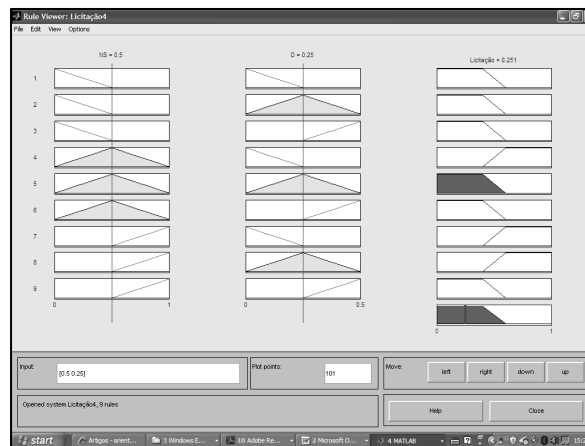 Rule Viewer: Licitação4
File Edit View Options
NS = 0.5
D = 0.25
Licitação = 0.251
1
2
3
4
5
6
7
8
9
0 1
0 0.5
0 1
Input: [0.5 0.25]
Plot points: 101
Move: left right down up
Opened system Licitação4, 9 rules
Help Close
start Artigos - orient... 3 Windows E... 10 Adobe Re... 2 Microsoft O... 4 MATLAB